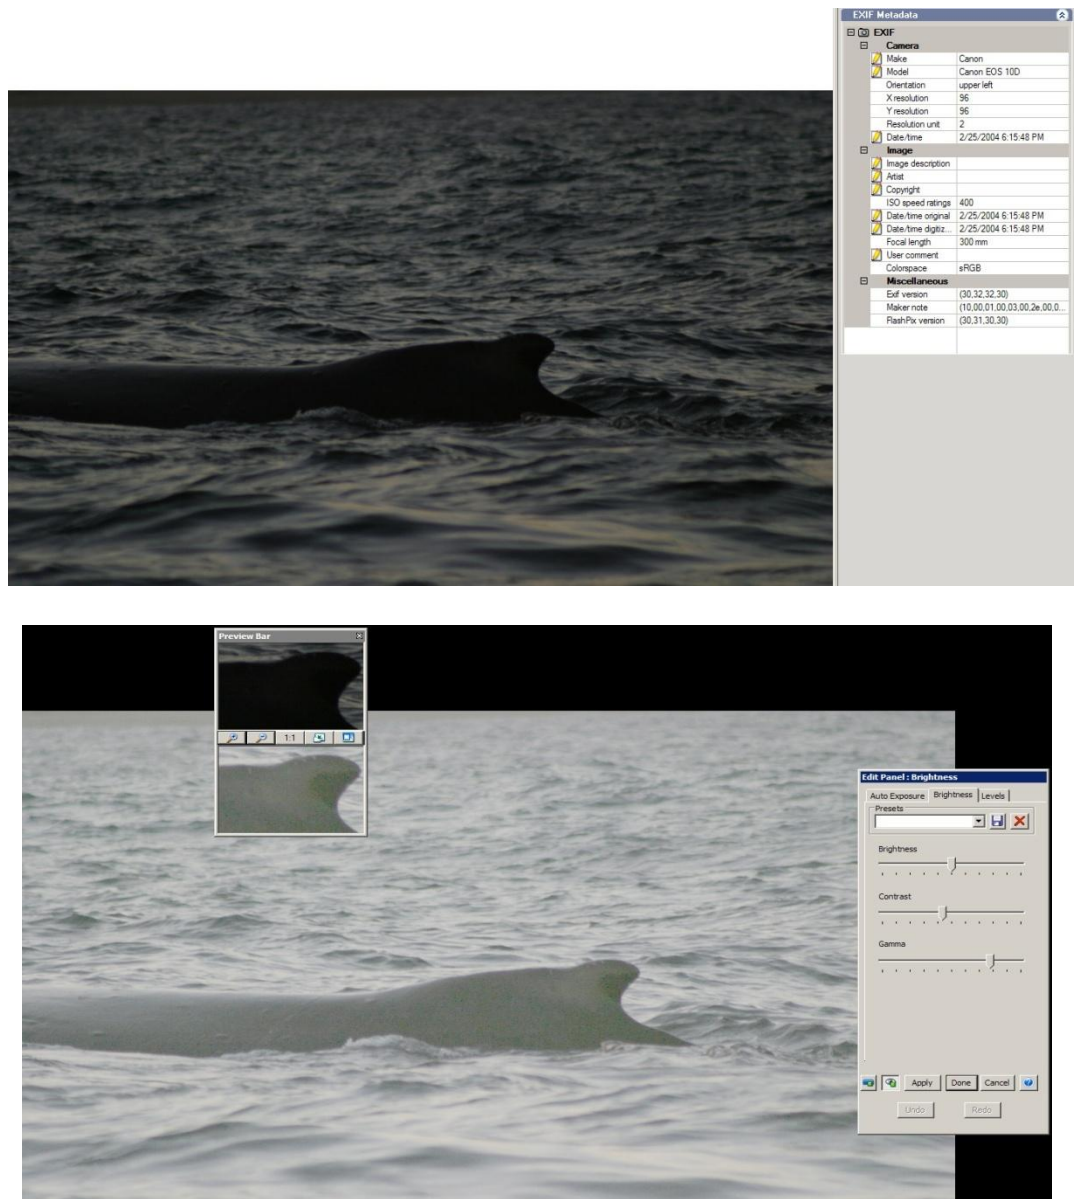 EXIF Metadata
EXIF
Camera
Make Canon
Model Canon EOS 10D
Orientation upper left
X resolution 96
Y resolution 96
Resolution unit 2
Date/time 2/25/2004 6:15:48 PM
Image
Image description
Artist
Copyright
ISO speed ratings 400
Date/time original 2/25/2004 6:15:48 PM
Date/time digitiz... 2/25/2004 6:15:48 PM
Focal length 300 mm
User comment
Colorspace sRGB
Miscellaneous
Exif version (30,32,32,30)
Maker note (10,00,01,00,03,00,2e,00,0...
FlashPix version (30,31,30,30)
Preview Bar
1:1
Edit Panel : Brightness
Auto Exposure Brightness Levels
Presets
Brightness
Contrast
Gamma
Apply Done Cancel
Undo Redo